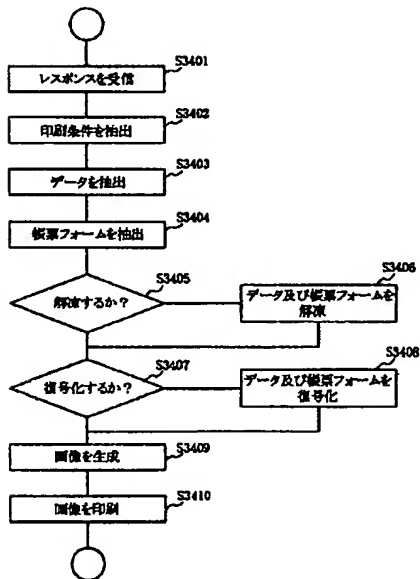 S3401
レスポンスを受信
S3402
印刷条件を抽出
S3403
データを抽出
S3404
帳票フォームを抽出
S3405
解凍するか?
S3406
データ及び帳票フォームを
解凍
S3407
復号化するか?
S3408
データ及び帳票フォームを
復号化
S3409
画像を生成
S3410
画像を印刷